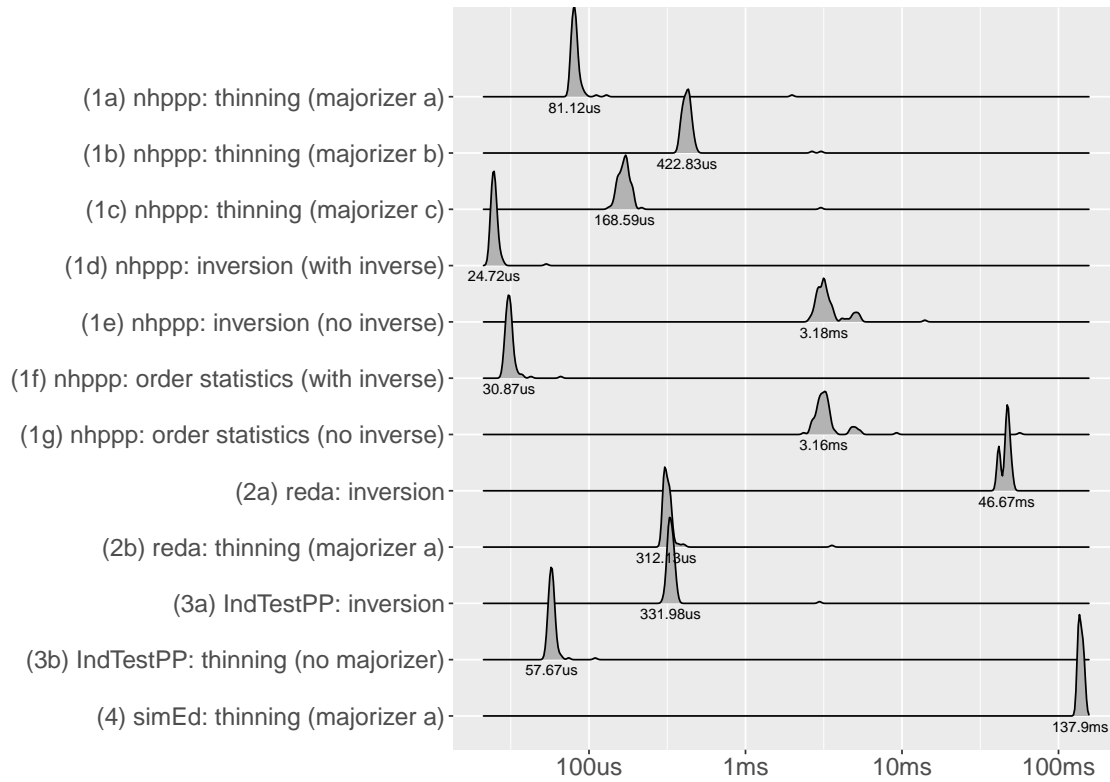 (1a) nhppp: thinning (majorizer a)
81.12us
(1b) nhppp: thinning (majorizer b)
422.83us
(1c) nhppp: thinning (majorizer c)
168.59us
(1d) nhppp: inversion (with inverse)
24.72us
(1e) nhppp: inversion (no inverse)
3.18ms
(1f) nhppp: order statistics (with inverse)
30.87us
(1g) nhppp: order statistics (no inverse)
3.16ms
(2a) reda: inversion
46.67ms
(2b) reda: thinning (majorizer a)
312.13us
(3a) IndTestPP: inversion
331.98us
(3b) IndTestPP: thinning (no majorizer)
57.67us
(4) simEd: thinning (majorizer a)
137.9ms
100us 1ms 10ms 100ms